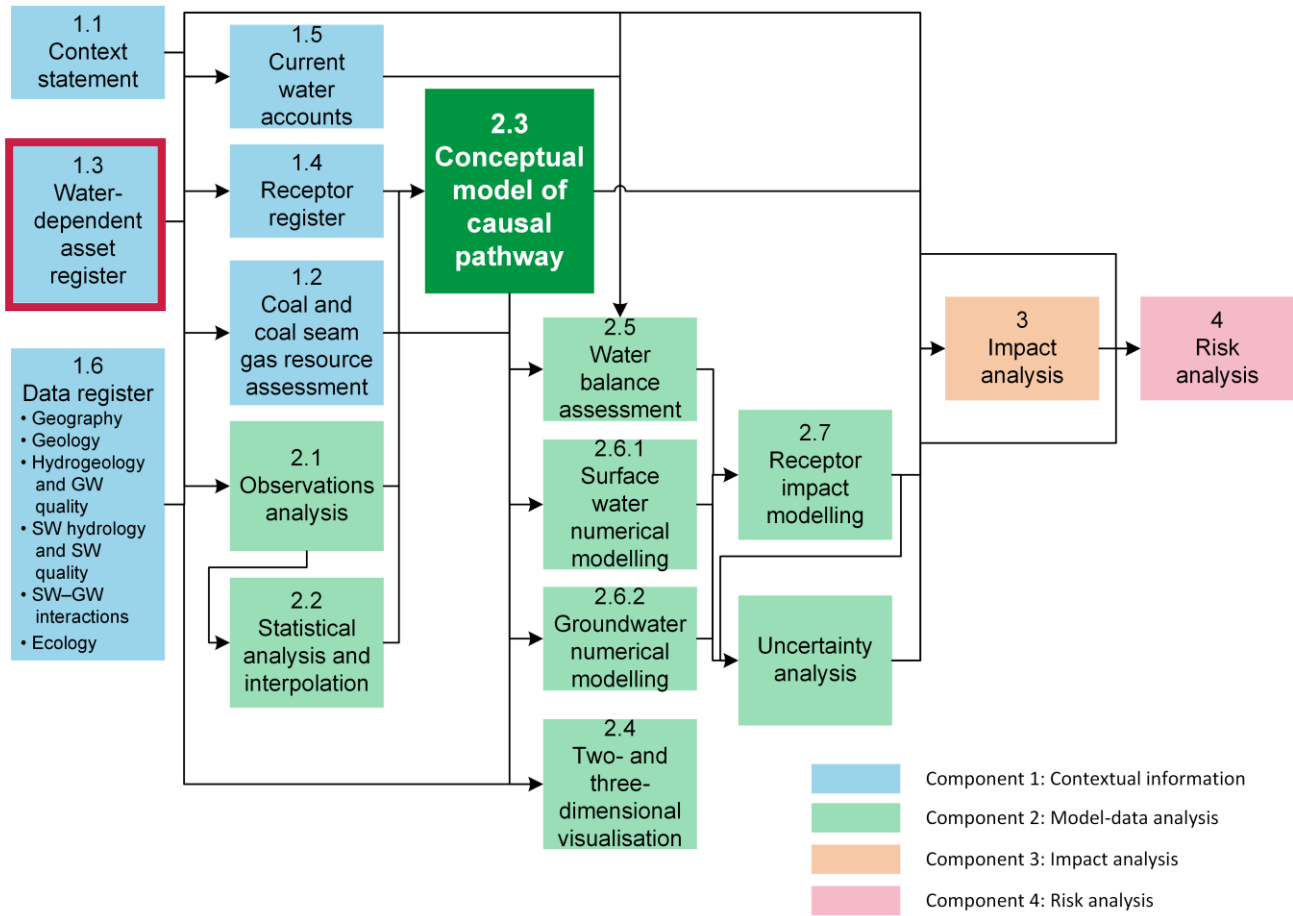 1.1
Context
statement
1.3
Water-
dependent
asset
register
1.6
Data register
• Geography
• Geology
• Hydrogeology
and GW
quality
• SW hydrology
and SW
quality
• SW–GW
interactions
• Ecology
1.5
Current
water
accounts
1.4
Receptor
register
1.2
Coal and
coal seam
gas resource
assessment
2.1
Observations
analysis
2.2
Statistical
analysis and
interpolation
2.3
Conceptual
model of
causal
pathway
2.5
Water
balance
assessment
2.6.1
Surface
water
numerical
modelling
2.6.2
Groundwater
numerical
modelling
2.4
Two- and
three-
dimensional
visualisation
2.7
Receptor
impact
modelling
Uncertainty
analysis
3
Impact
analysis
4
Risk
analysis
Component 1: Contextual information
Component 2: Model-data analysis
Component 3: Impact analysis
Component 4: Risk analysis